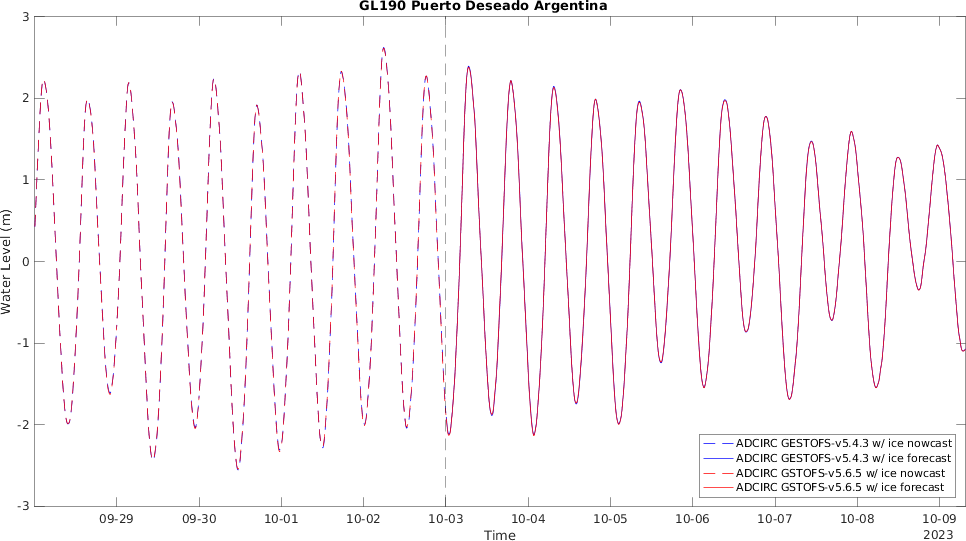 GL190 Puerto Deseado Argentina
3
2
1
0
-1
-2
-3
Water Level (m)
ADCIRC GESTOFS-v5.4.3 w/ ice nowcast
ADCIRC GESTOFS-v5.4.3 w/ ice forecast
ADCIRC GSTOFS-v5.6.5 w/ ice nowcast
ADCIRC GSTOFS-v5.6.5 w/ ice forecast
09-29 09-30 10-01 10-02 10-03 10-04 10-05 10-06 10-07 10-08 10-09
Time 2023